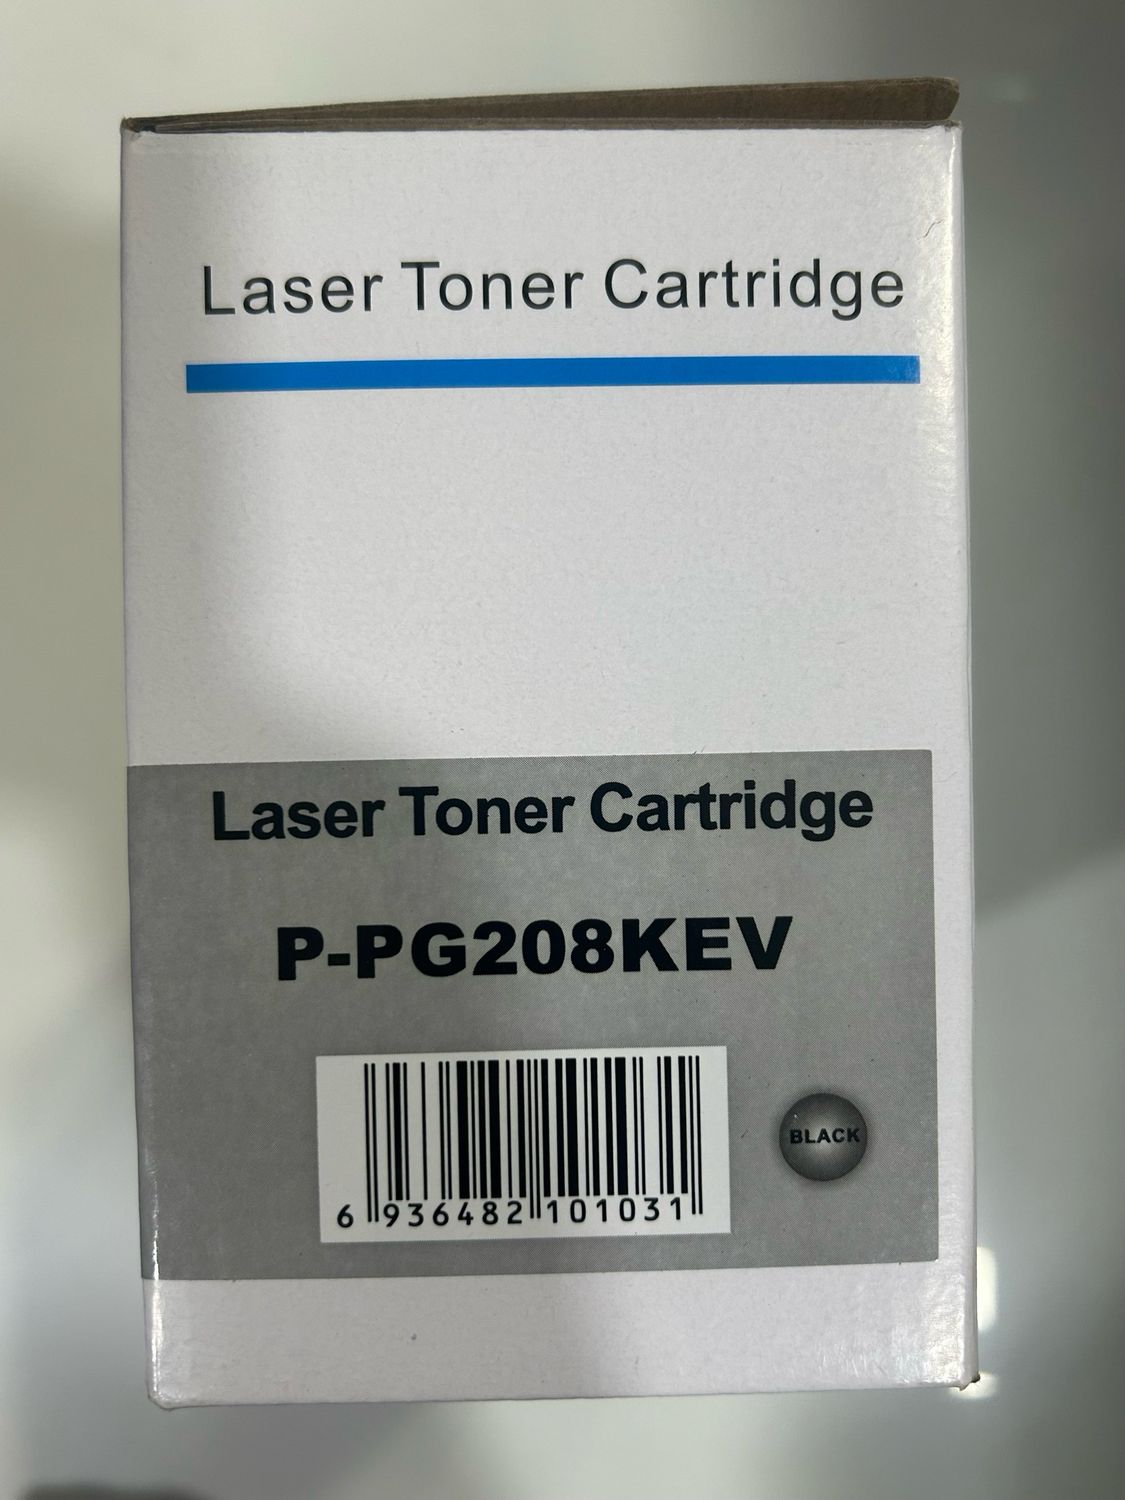 Laser Toner Cartridge
Laser Toner Cartridge
P-PG208KEV
BLACK
6 936482 101031